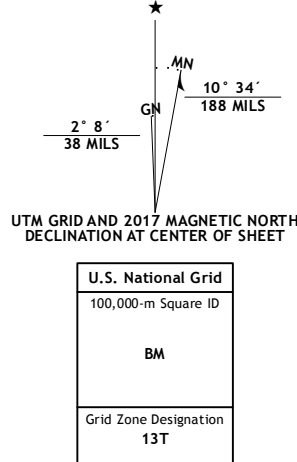 ★
MN
GN
10° 34´
188 MILS
2° 8´
38 MILS
UTM GRID AND 2017 MAGNETIC NORTH
DECLINATION AT CENTER OF SHEET
U.S. National Grid
100,000-m Square ID
BM
Grid Zone Designation
13T